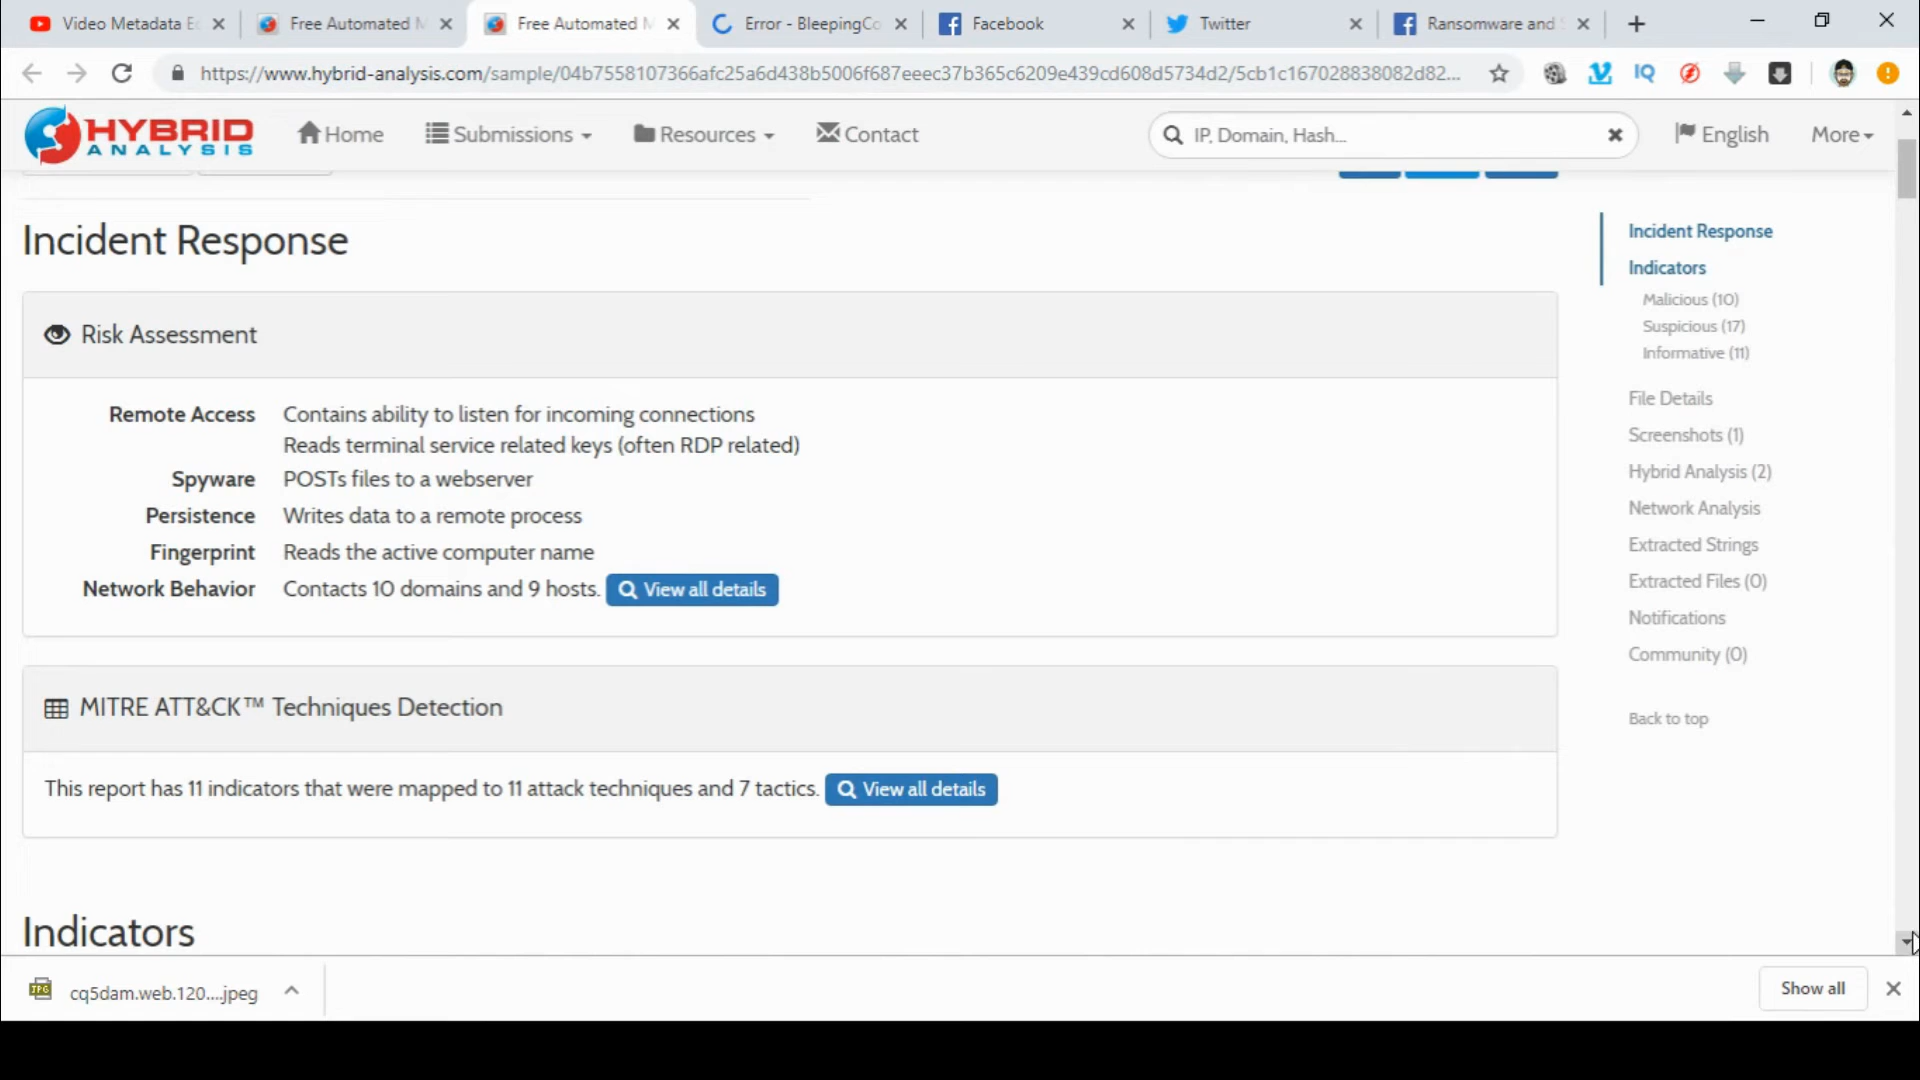 Video Metadata E
Free Automated M
Free Automated M
Error - BleepingCo
Facebook
Twitter
Ransomware and
https://www.hybrid-analysis.com/sample/04b7558107366afc25a6d438b5006f687eeec37b365c6209e439cd608d5734d2/5cb1c167028838082d82...
IQ
HYBRID
ANALYSIS
Home
Submissions
Resources
Contact
IP, Domain, Hash...
English
More
Incident Response
Risk Assessment
Remote Access Contains ability to listen for incoming connections
Reads terminal service related keys (often RDP related)
Spyware POSTs files to a webserver
Persistence Writes data to a remote process
Fingerprint Reads the active computer name
Network Behavior Contacts 10 domains and 9 hosts. View all details
MITRE ATT&CK™ Techniques Detection
This report has 11 indicators that were mapped to 11 attack techniques and 7 tactics. View all details
Indicators
Incident Response
Indicators
Malicious (10)
Suspicious (17)
Informative (11)
File Details
Screenshots (1)
Hybrid Analysis (2)
Network Analysis
Extracted Strings
Extracted Files (0)
Notifications
Community (0)
Back to top
JPG
cq5dam.web.120....jpeg
Show all